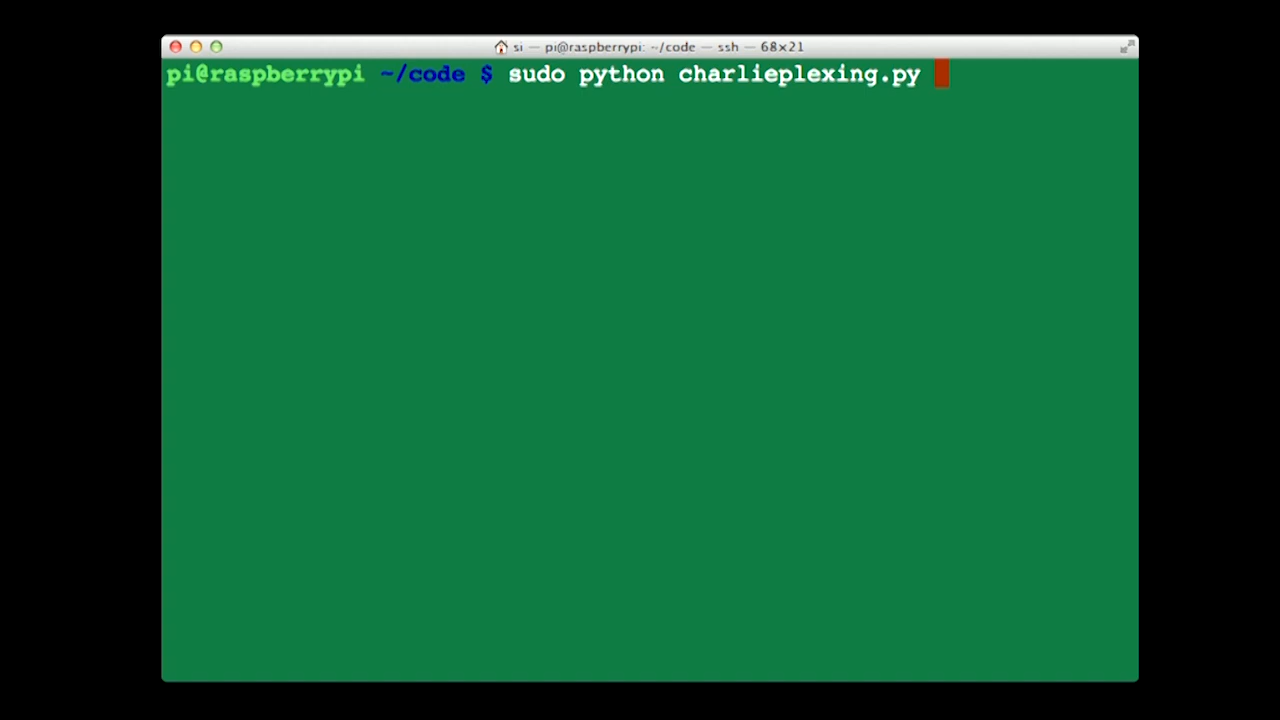 si — pi@raspberrypi: ~/code — ssh — 68×21
pi@raspberrypi ~/code $ sudo python charlieplexing.py